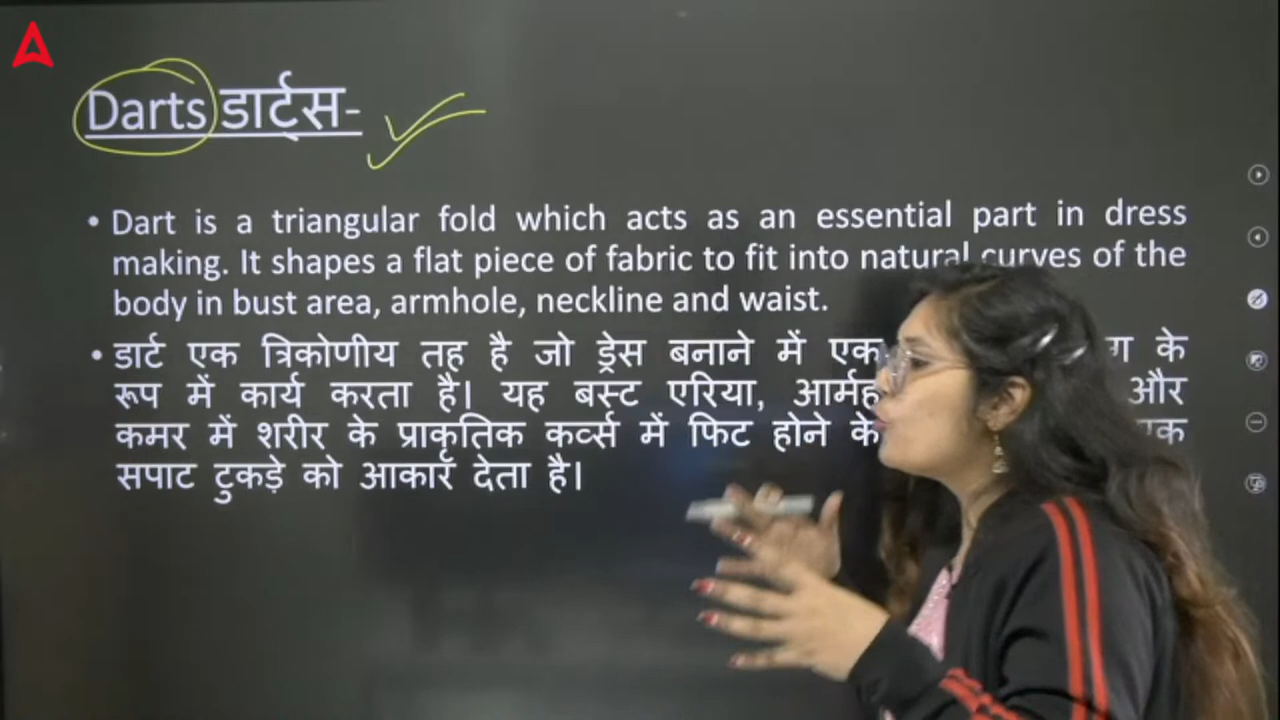 Darts डार्ट्स-
• Dart is a triangular fold which acts as an essential part in dress
making. It shapes a flat piece of fabric to fit into natural curves of the
body in bust area, armhole, neckline and waist.
• डार्ट एक त्रिकोणीय तह है जो ड्रेस बनाने में एक के
रूप में कार्य करता है। यह बस्ट एरिया, और
कमर में शरीर के प्राकृतिक कर्व्स में फिट होने के
सपाट टुकड़े को आकार देता है।